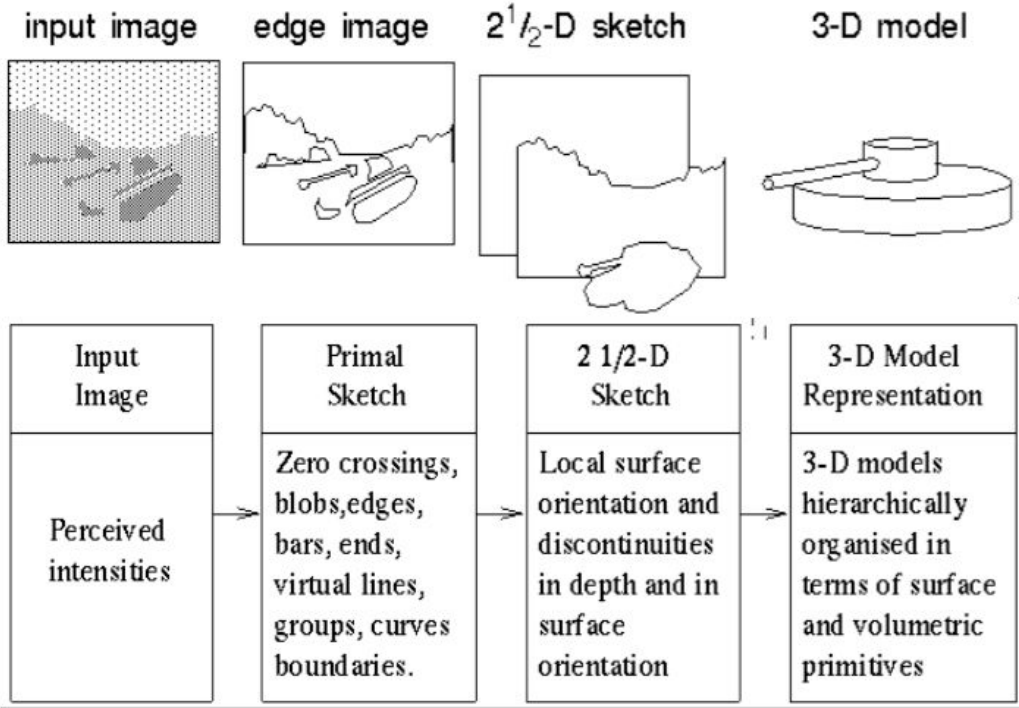 input image
edge image
2 1/2-D sketch
3-D model
Input
Image
Primal
Sketch
2 1/2-D
Sketch
3-D Model
Representation
Perceived
intensities
Zero crossings,
blobs,edges,
bars, ends,
virtual lines,
groups, curves
boundaries.
Local surface
orientation and
discontinuities
in depth and in
surface
orientation
3-D models
hierarchically
organised in
terms of surface
and volumetric
primitives